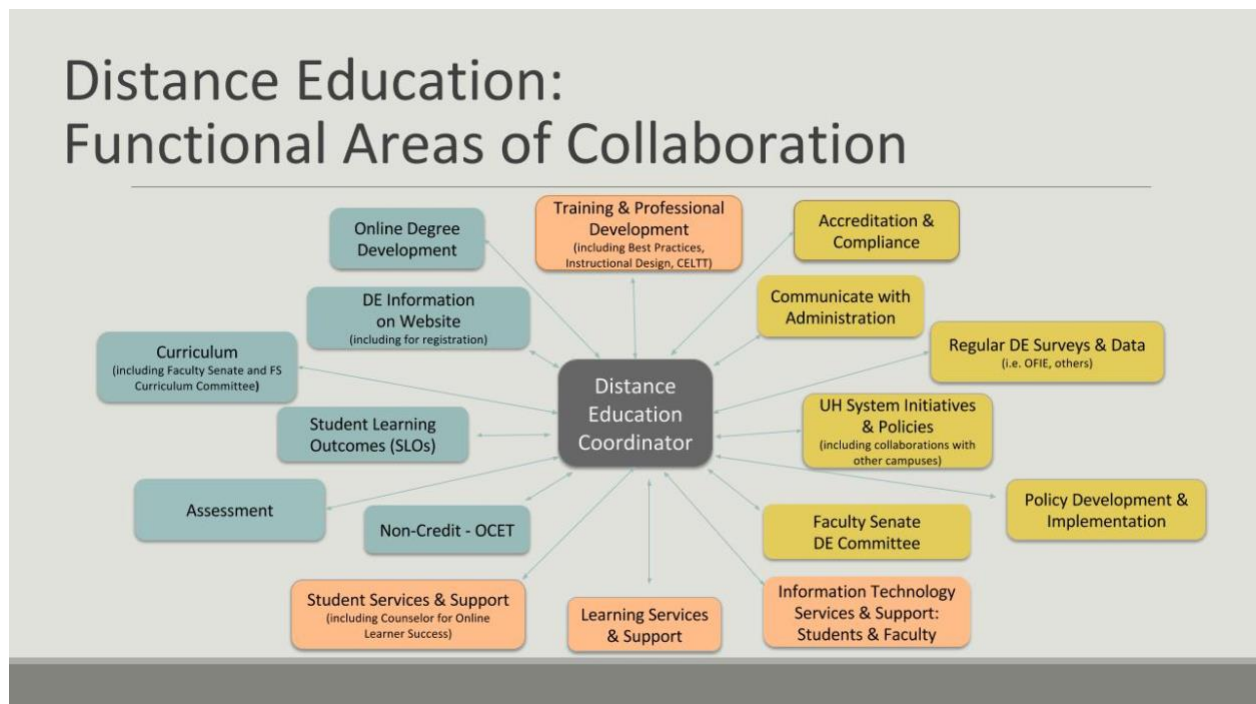 Distance Education:
Functional Areas of Collaboration
Online Degree
Development
Training & Professional
Development
(including Best Practices,
Instructional Design, CELTT)
Accreditation &
Compliance
DE Information
on Website
(including for registration)
Communicate with
Administration
Curriculum
(including Faculty Senate and FS
Curriculum Committee)
Regular DE Surveys & Data
(i.e. OFIE, others)
Distance
Education
Coordinator
Student Learning
Outcomes (SLOs)
UH System Initiatives
& Policies
(including collaborations with
other campuses)
Assessment
Non-Credit - OCET
Faculty Senate
DE Committee
Policy Development &
Implementation
Student Services & Support
(including Counselor for Online
Learner Success)
Learning Services
& Support
Information Technology
Services & Support:
Students & Faculty